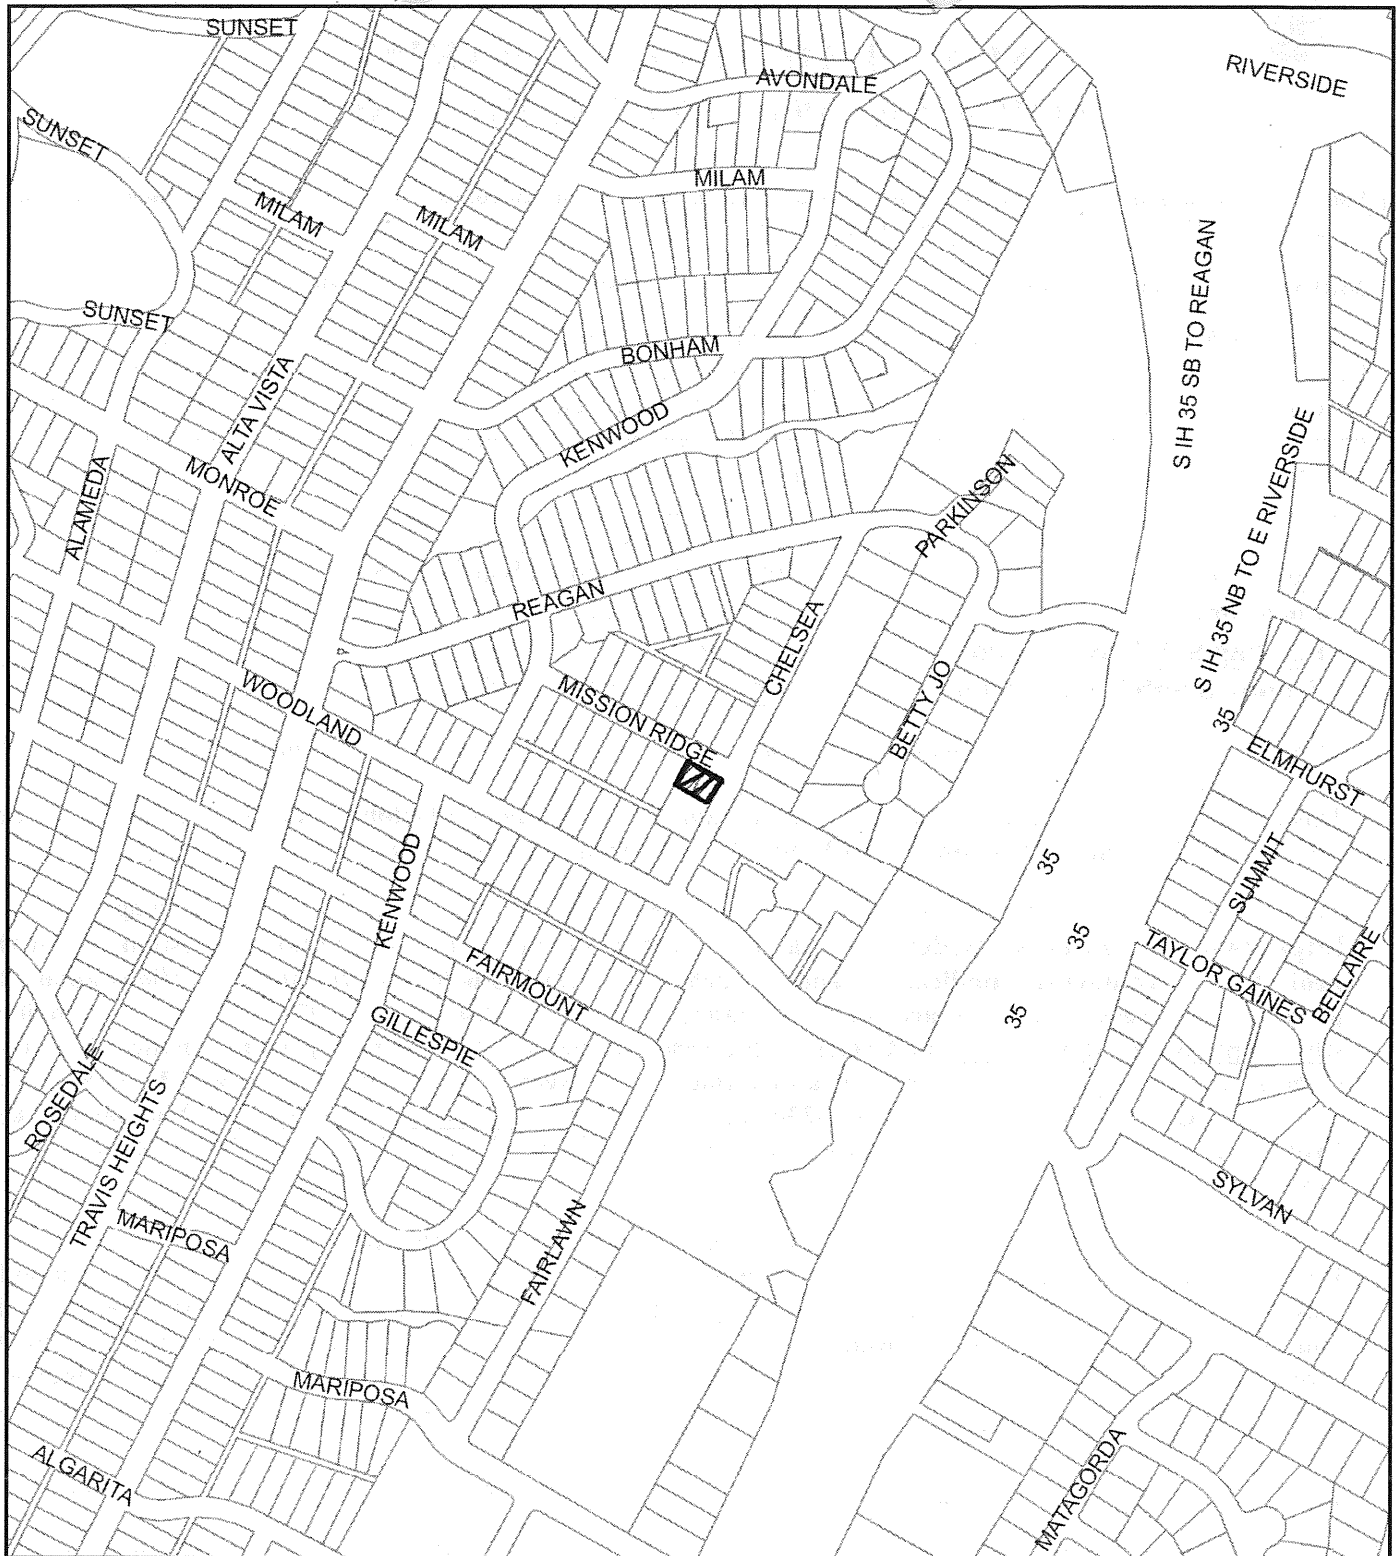 SUNSET
AVONDALE
RIVERSIDE
SUNSET
MILAM
MILAM
MILAM
SUNSET
S IH 35 SB TO REAGAN
BONHAM
ALTA VISTA
KENWOOD
MONROE
ALAMEDA
PARKINSON
S IH 35 NB TO E RIVERSIDE
REAGAN
CHELSEA
WOODLAND
MISSION RIDGE
BETTY JO
35
ELMHURST
KENWOOD
35
SUMMIT
35
TAYLOR GAINES
BELLAIRE
FAIRMOUNT
35
GILLESPIE
ROSEDALE
TRAVIS HEIGHTS
SYLVAN
MARIPOSA
FAIRLAWN
MARIPOSA
ALGARITA
MATAGORDA